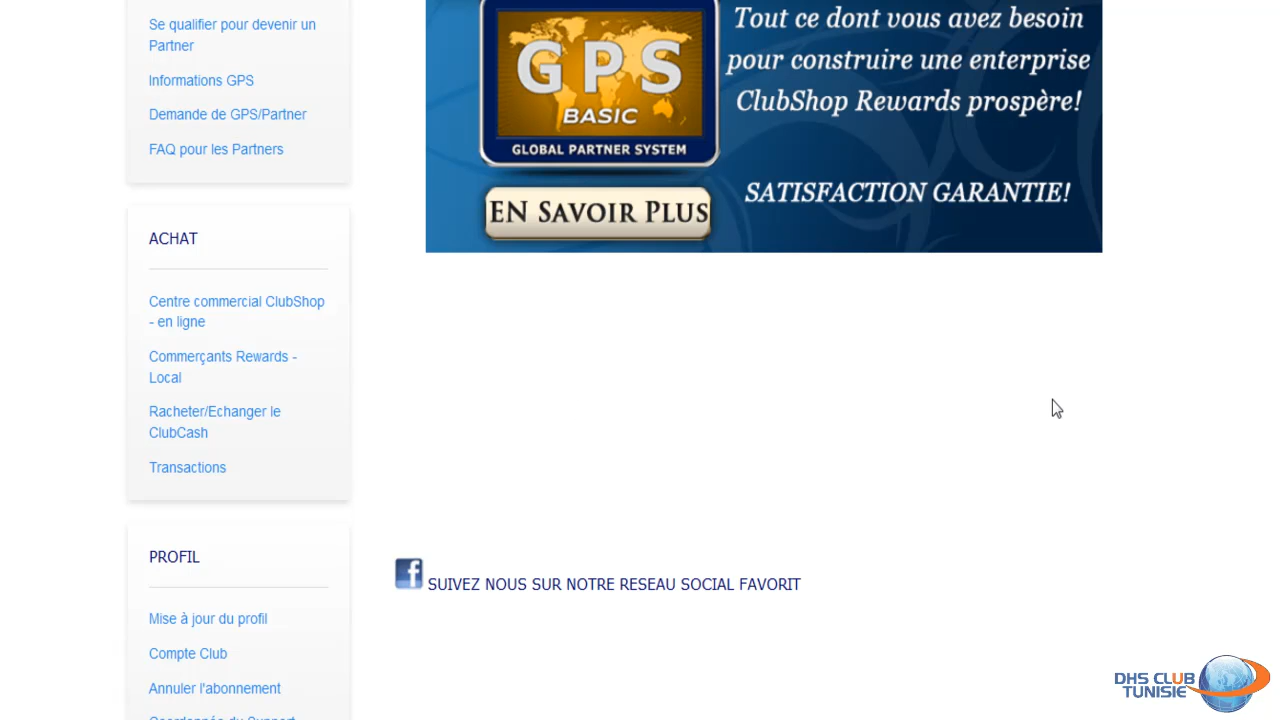 Se qualifier pour devenir un
Partner
Informations GPS
Demande de GPS/Partner
FAQ pour les Partners
ACHAT
Centre commercial ClubShop
- en ligne
Commerçants Rewards -
Local
Racheter/Echanger le
ClubCash
Transactions
PROFIL
Mise à jour du profil
Compte Club
Annuler l'abonnement
Coordonnée du Support
GPS
BASIC
GLOBAL PARTNER SYSTEM
EN SAVOIR PLUS
Tout ce dont vous avez besoin
pour construire une enterprise
ClubShop Rewards prospère!
SATISFACTION GARANTIE!
SUIVEZ NOUS SUR NOTRE RESEAU SOCIAL FAVORIT
DHS CLUB
TUNISIE